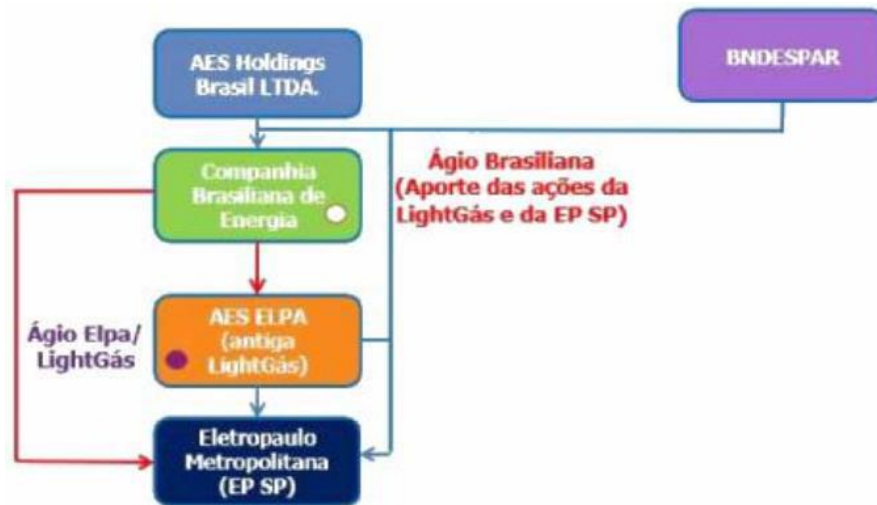 AES Holdings
Brasil LTDA.
BNDESPAR
Companhia
Brasiliana de
Energia
Ágio Brasiliana
(Aporte das ações da
LightGás e da EP SP)
Ágio Elpa/
LightGás
AES ELPA
(antiga
LightGás)
Eletropaulo
Metropolitana
(EP SP)